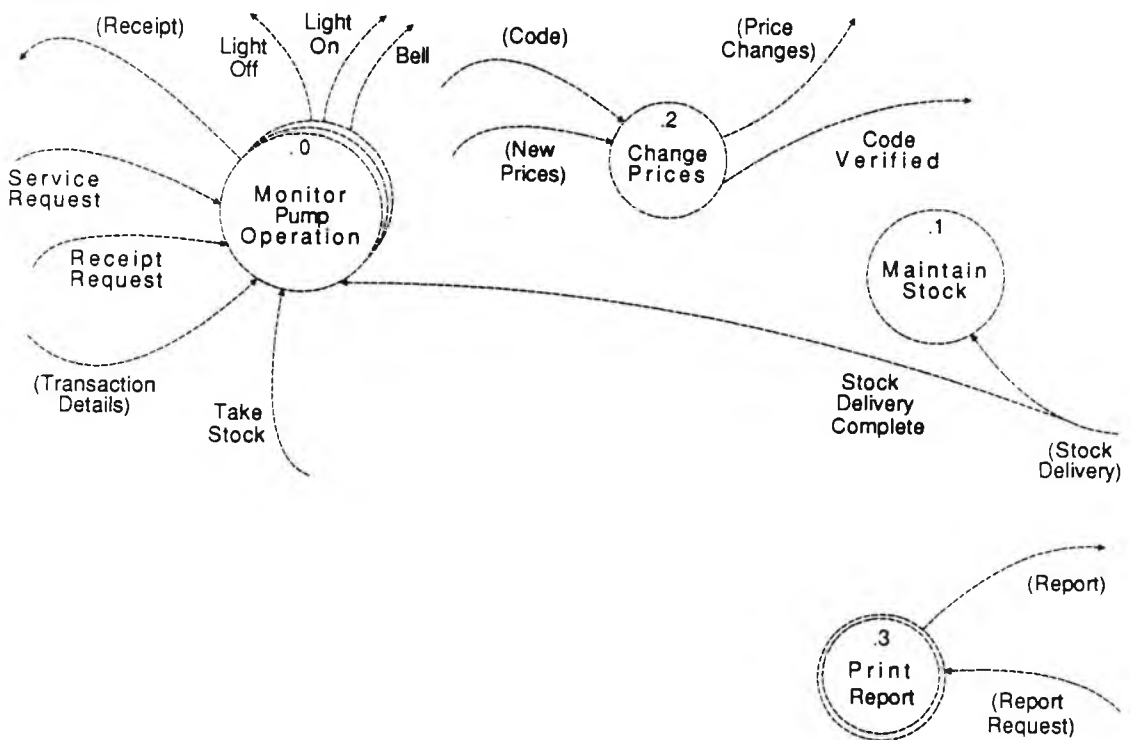 (Receipt)
Light
Off
Light
On
Bell
(Code)
(Price
Changes)
.0
Monitor
Pump
Operation
Service
Request
Receipt
Request
(Transaction
Details)
Take
Stock
(New
Prices)
.2
Change
Prices
Code
Verified
.1
Maintain
Stock
Stock
Delivery
Complete
(Stock
Delivery)
.3
Print
Report
(Report)
(Report
Request)